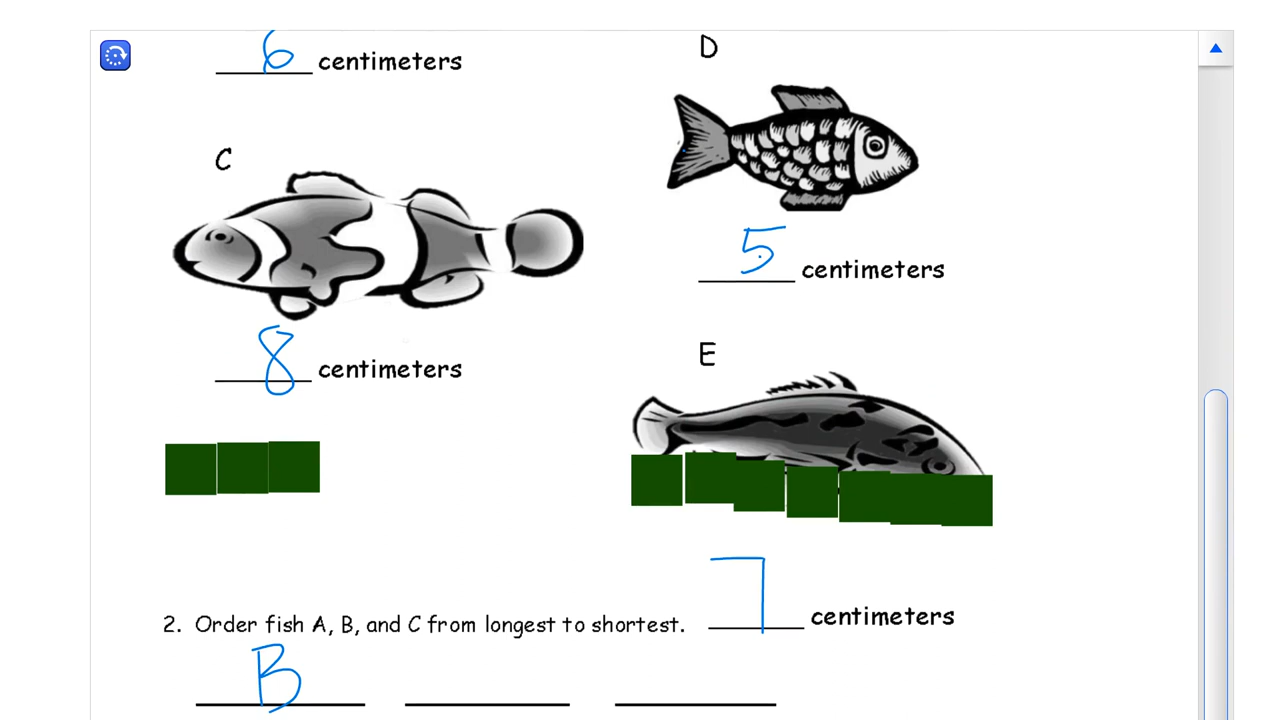 6 centimeters
D
C
5 centimeters
E
8 centimeters
7 centimeters
2. Order fish A, B, and C from longest to shortest.
B